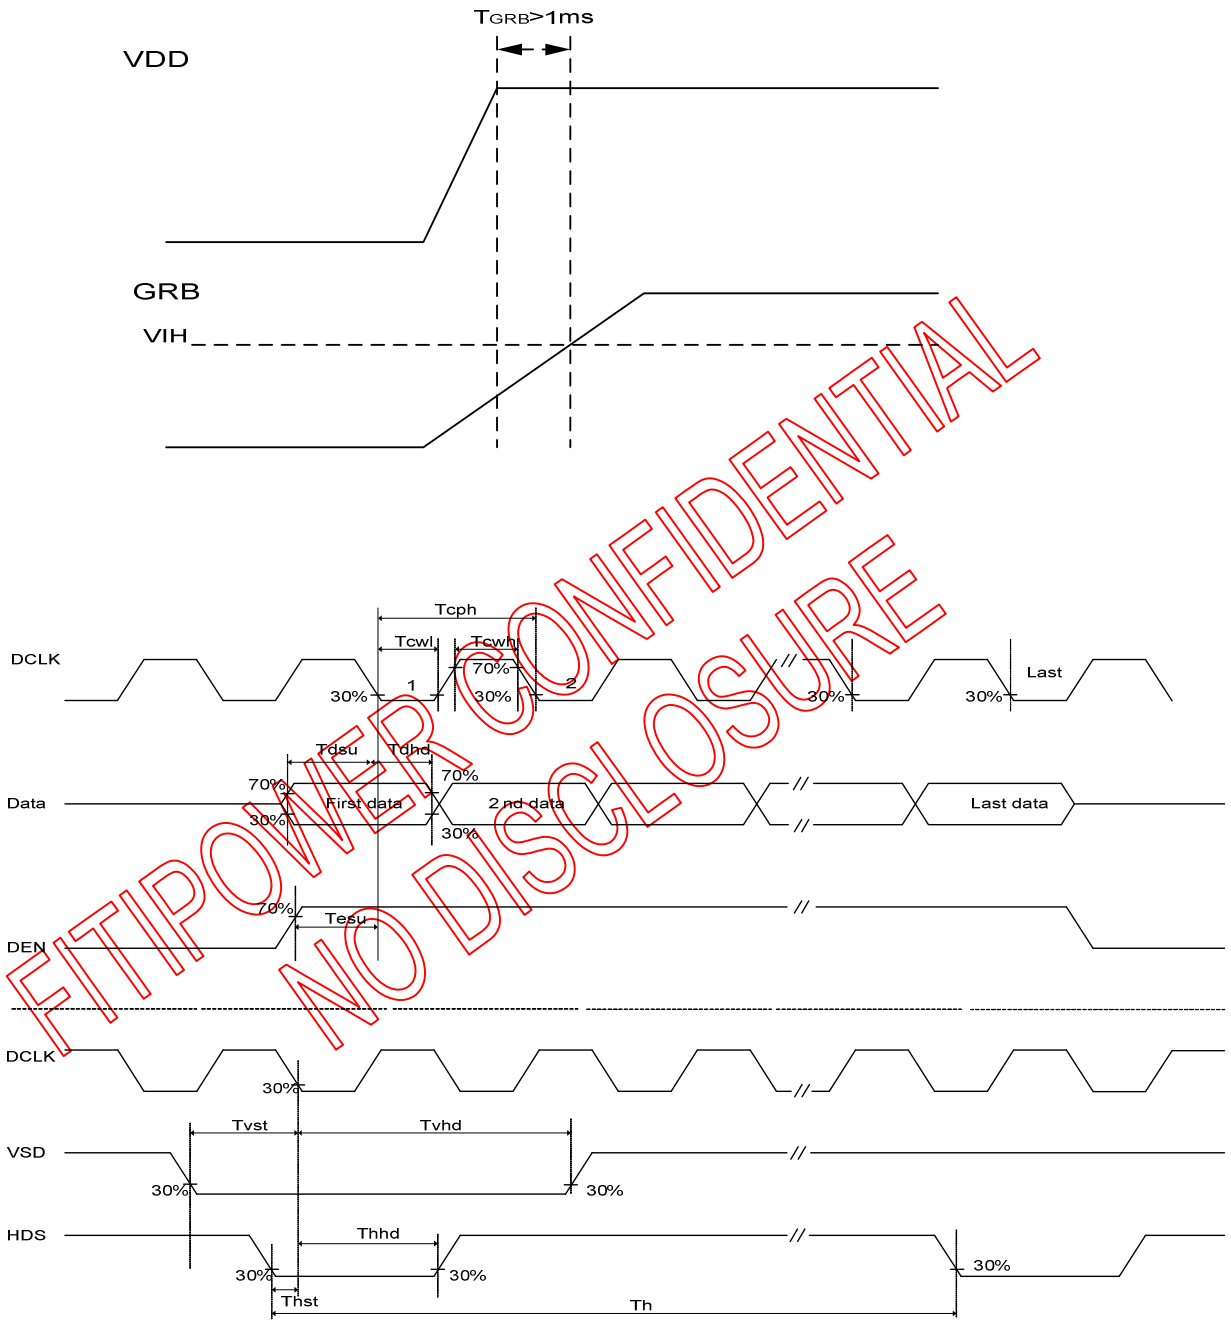 TGRB>1ms
VDD
GRB
VIH
FITIPOWER CONFIDENTIAL
NO DISCLOSURE
Tcph
Tcwl
Tcwh
DCLK
70%
//
Last
30%
1
30%
2
30%
30%
Tdsu
Tdhd
70%
70%
//
Data
First data
2 nd data
Last data
30%
30%
//
70%
Tesu
//
DEN
DCLK
30%
//
Tvst
Tvhd
VSD
//
30%
30%
HDS
Thhd
//
30%
30%
30%
Thst
Th